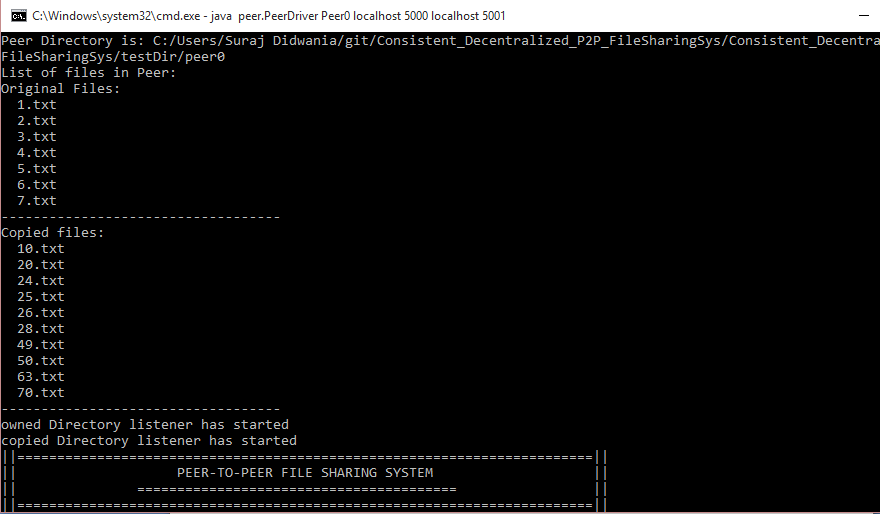 C:\Windows\system32\cmd.exe - java  peer.PeerDriver Peer0 localhost 5000 localhost 5001
Peer Directory is: C:/Users/Suraj Didwania/git/Consistent_Decentralized_P2P_FileSharingSys/Consistent_Decentra
FileSharingSys/testDir/peer0
List of files in Peer:
Original Files:
  1.txt
  2.txt
  3.txt
  4.txt
  5.txt
  6.txt
  7.txt
-----------------------------------
Copied files:
  10.txt
  20.txt
  24.txt
  25.txt
  26.txt
  28.txt
  49.txt
  50.txt
  63.txt
  70.txt
-----------------------------------
owned Directory listener has started
copied Directory listener has started
||========================================================================||
||                    PEER-TO-PEER FILE SHARING SYSTEM                    ||
||               ========================================                 ||
||========================================================================||